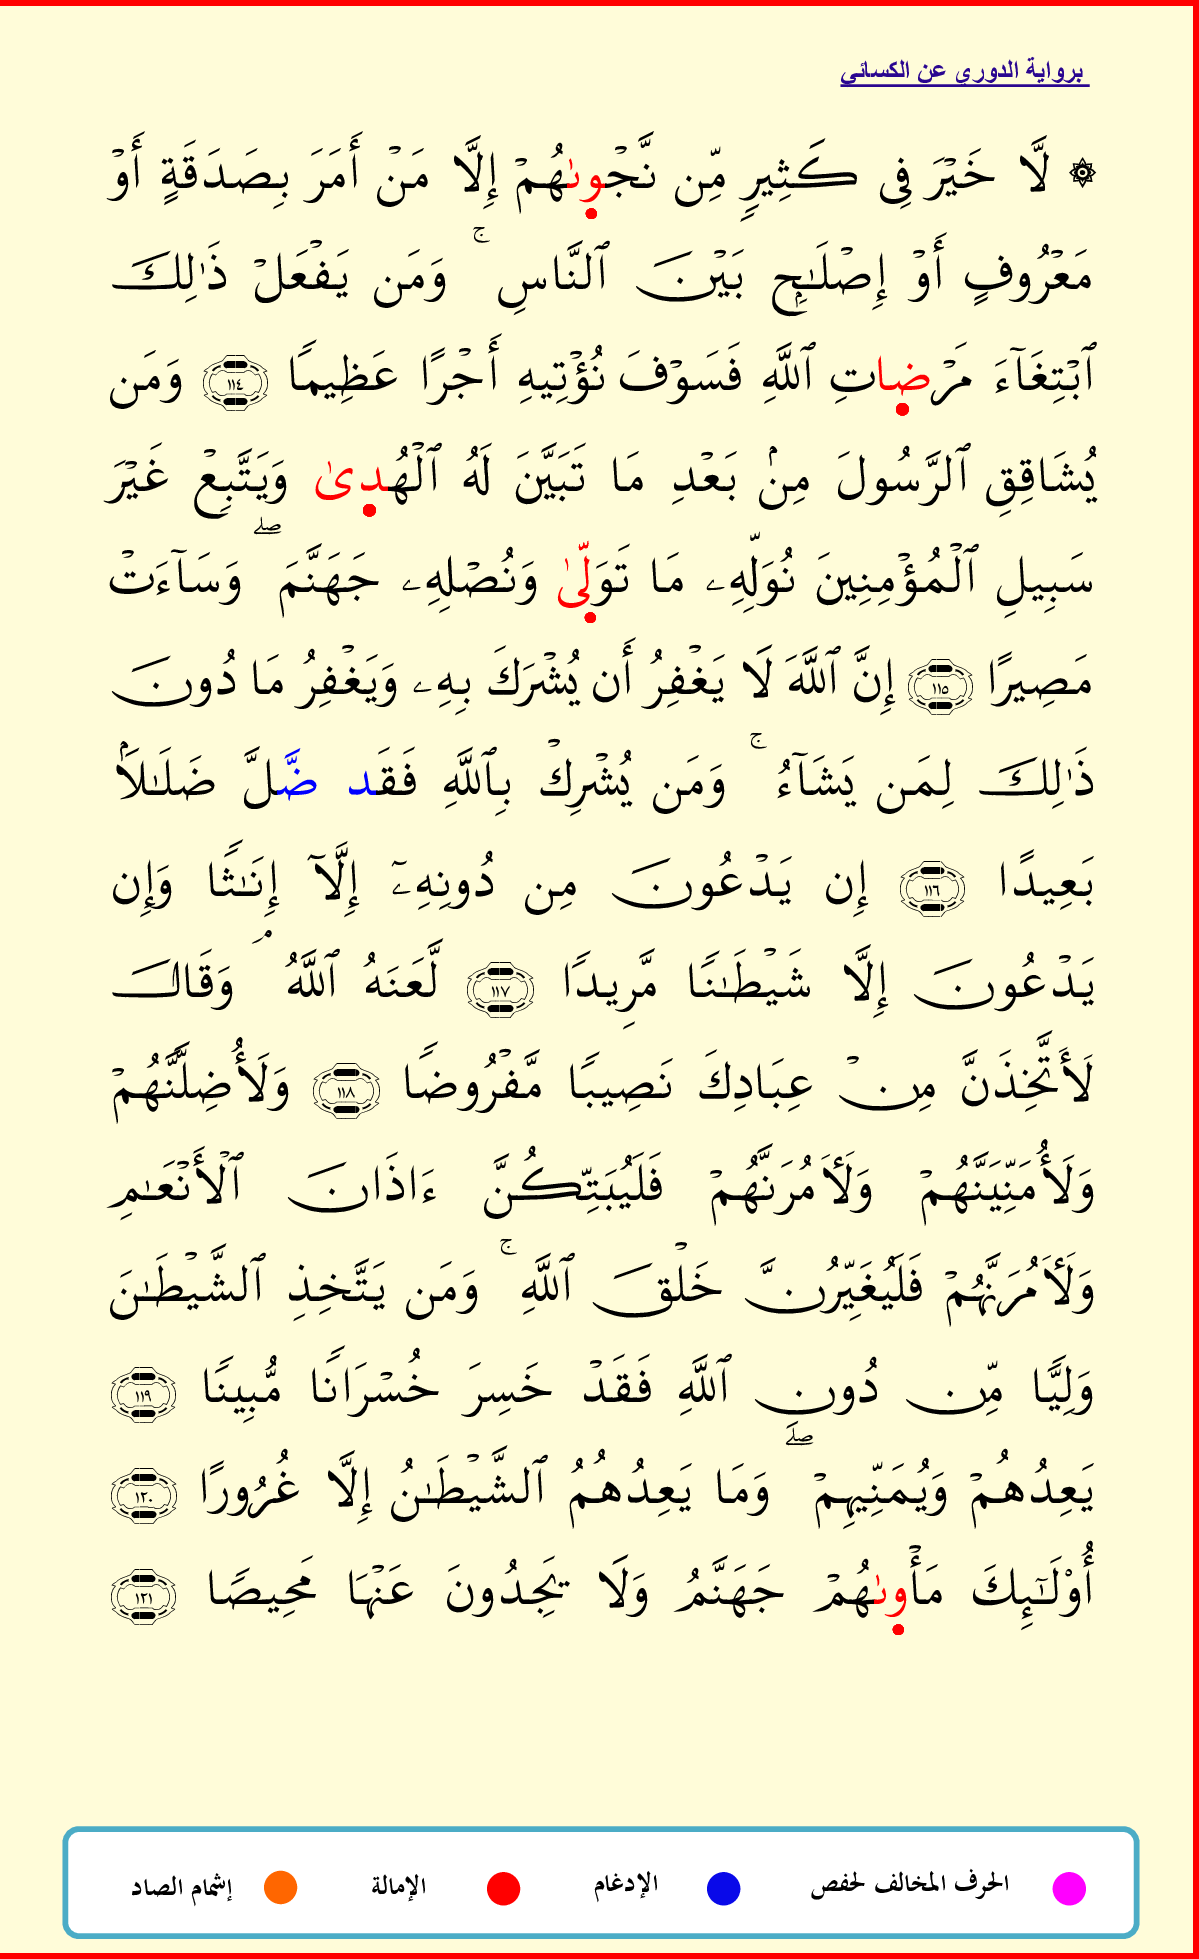 برواية الدوري عن الكسائي
۞ لَّا خَيْرَ فِى كَثِيرٍ مِّن نَّجْوىٰهُمْ إِلَّا مَنْ أَمَرَ بِصَدَقَةٍ أَوْ
مَعْرُوفٍ أَوْ إِصْلَٰحٍۭ بَيْنَ ٱلنَّاسِ ۚ وَمَن يَفْعَلْ ذَٰلِكَ
ٱبْتِغَآءَ مَرْضِاتِ ٱللَّهِ فَسَوْفَ نُؤْتِيهِ أَجْرًا عَظِيمًا ١١٤ وَمَن
يُشَاقِقِ ٱلرَّسُولَ مِنۢ بَعْدِ مَا تَبَيَّنَ لَهُ ٱلْهُدِىٰ وَيَتَّبِعْ غَيْرَ
سَبِيلِ ٱلْمُؤْمِنِينَ نُوَلِّهِۦ مَا تَوَلِّىٰ وَنُصْلِهِۦ جَهَنَّمَ ۖ وَسَآءَتْ
مَصِيرًا ١١٥ إِنَّ ٱللَّهَ لَا يَغْفِرُ أَن يُشْرَكَ بِهِۦ وَيَغْفِرُ مَا دُونَ
ذَٰلِكَ لِمَن يَشَآءُ ۚ وَمَن يُشْرِكْ بِٱللَّهِ فَقَد ضَّلَّ ضَلَٰلَۢا
بَعِيدًا ١١٦ إِن يَدْعُونَ مِن دُونِهِۦٓ إِلَّآ إِنَٰثًا وَإِن
يَدْعُونَ إِلَّا شَيْطَٰنًا مَّرِيدًا ١١٧ لَّعَنَهُ ٱللَّهُ ۘ وَقَالَ
لَأَتَّخِذَنَّ مِنْ عِبَادِكَ نَصِيبًا مَّفْرُوضًا ١١٨ وَلَأُضِلَّنَّهُمْ
وَلَأُمَنِّيَنَّهُمْ وَلَأَمُرَنَّهُمْ فَلَيُبَتِّكُنَّ ءَاذَانَ ٱلْأَنْعَٰمِ
وَلَأَمُرَنَّهُمْ فَلَيُغَيِّرُنَّ خَلْقَ ٱللَّهِ ۚ وَمَن يَتَّخِذِ ٱلشَّيْطَٰنَ
وَلِيًّا مِّن دُونِ ٱللَّهِ فَقَدْ خَسِرَ خُسْرَانًا مُّبِينًا ١١٩
يَعِدُهُمْ وَيُمَنِّيهِمْ ۖ وَمَا يَعِدُهُمُ ٱلشَّيْطَٰنُ إِلَّا غُرُورًا ١٢٠
أُو۟لَٰٓئِكَ مَأْوىٰهُمْ جَهَنَّمُ وَلَا يَجِدُونَ عَنْهَا مَحِيصًا ١٢١
الحرف المخالف لحفص الإدغام الإمالة إشمام الصاد